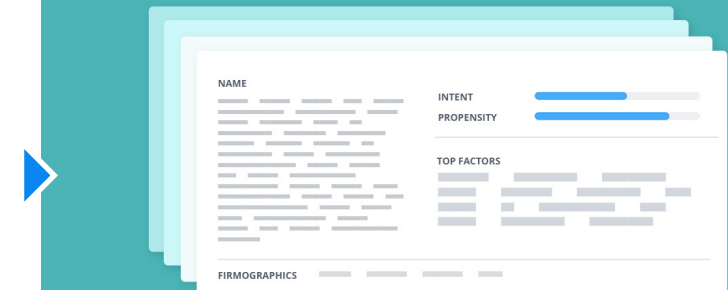 NAME
INTENT
PROPENSITY
TOP FACTORS
FIRMOGRAPHICS